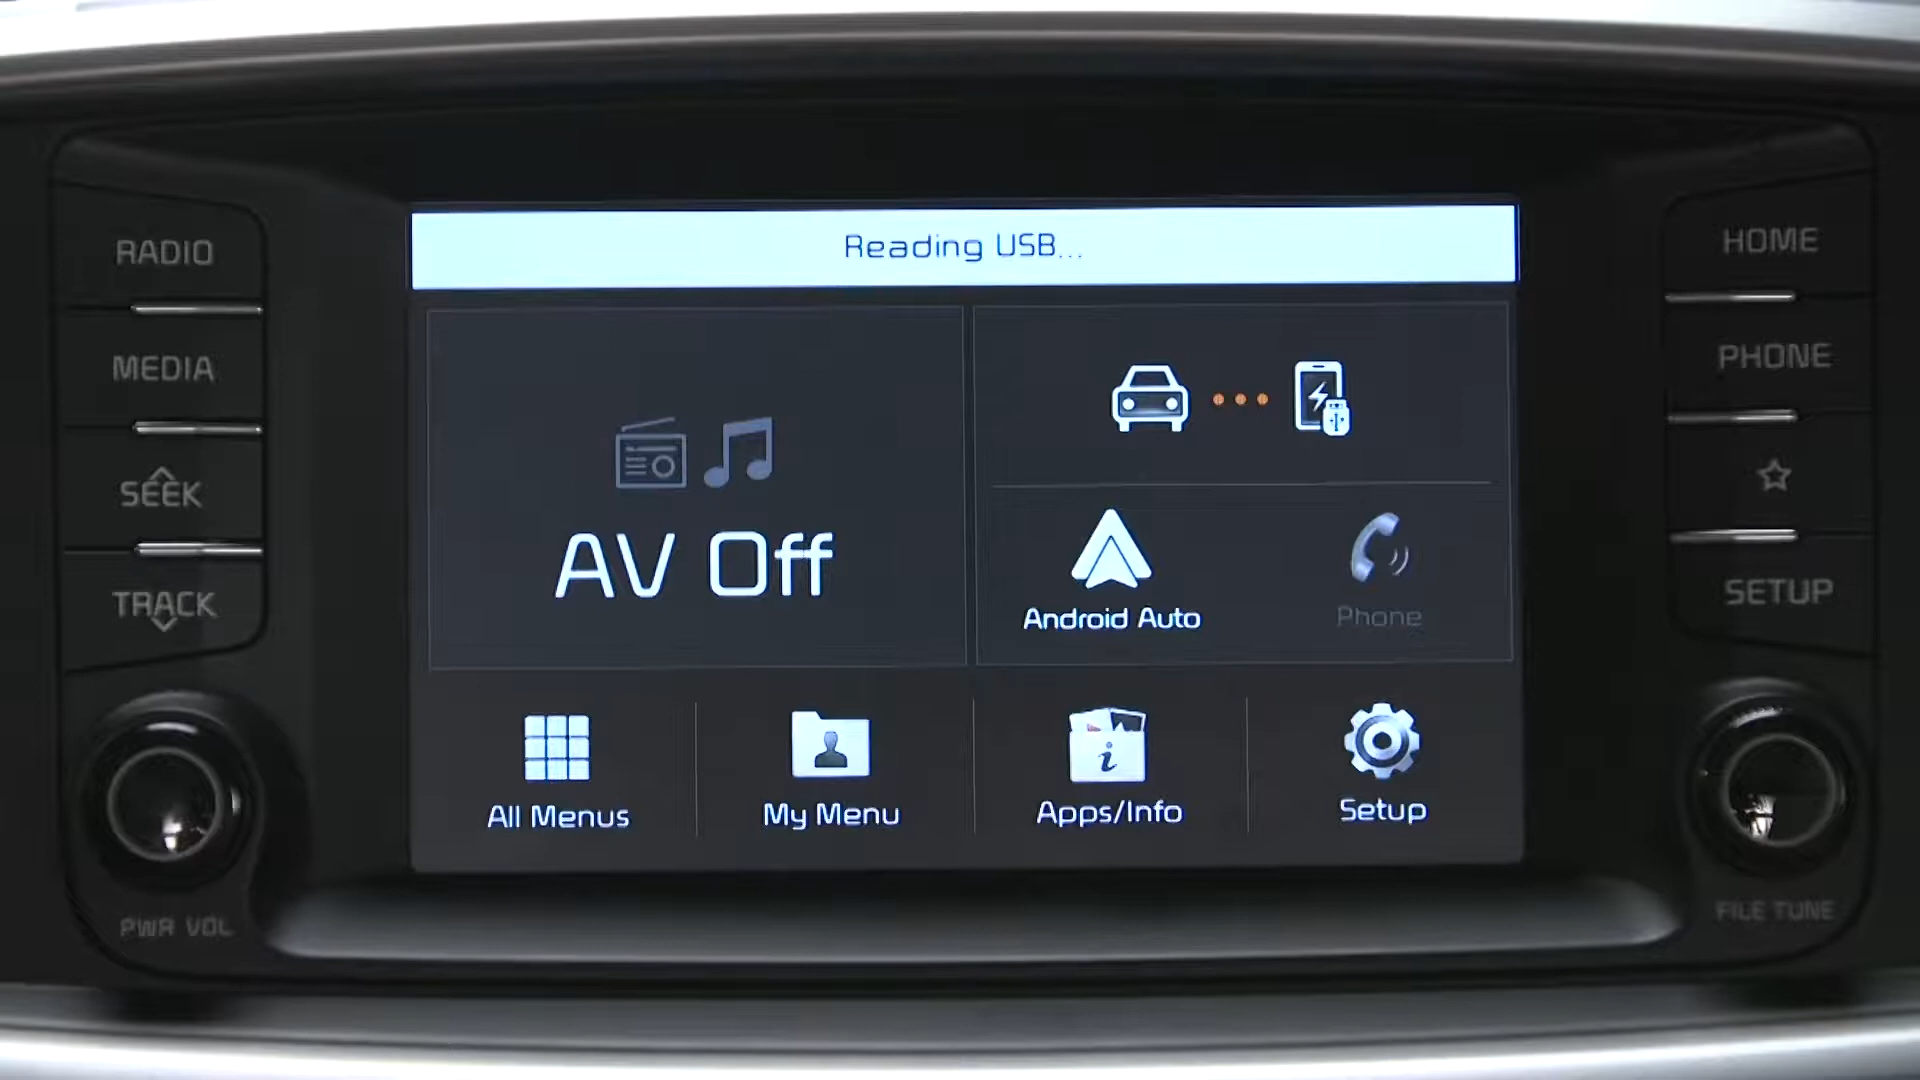 Reading USB...
RADIO
MEDIA
SEEK
TRACK
PWR VOL
AV Off
Android Auto
Phone
All Menus
My Menu
Apps/Info
Setup
HOME
PHONE
SETUP
FILE TUNE